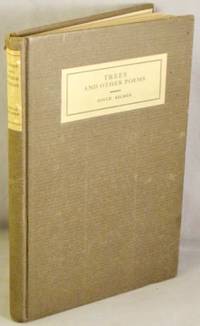 TREES
AND OTHER POEMS
JOYCE KILMER